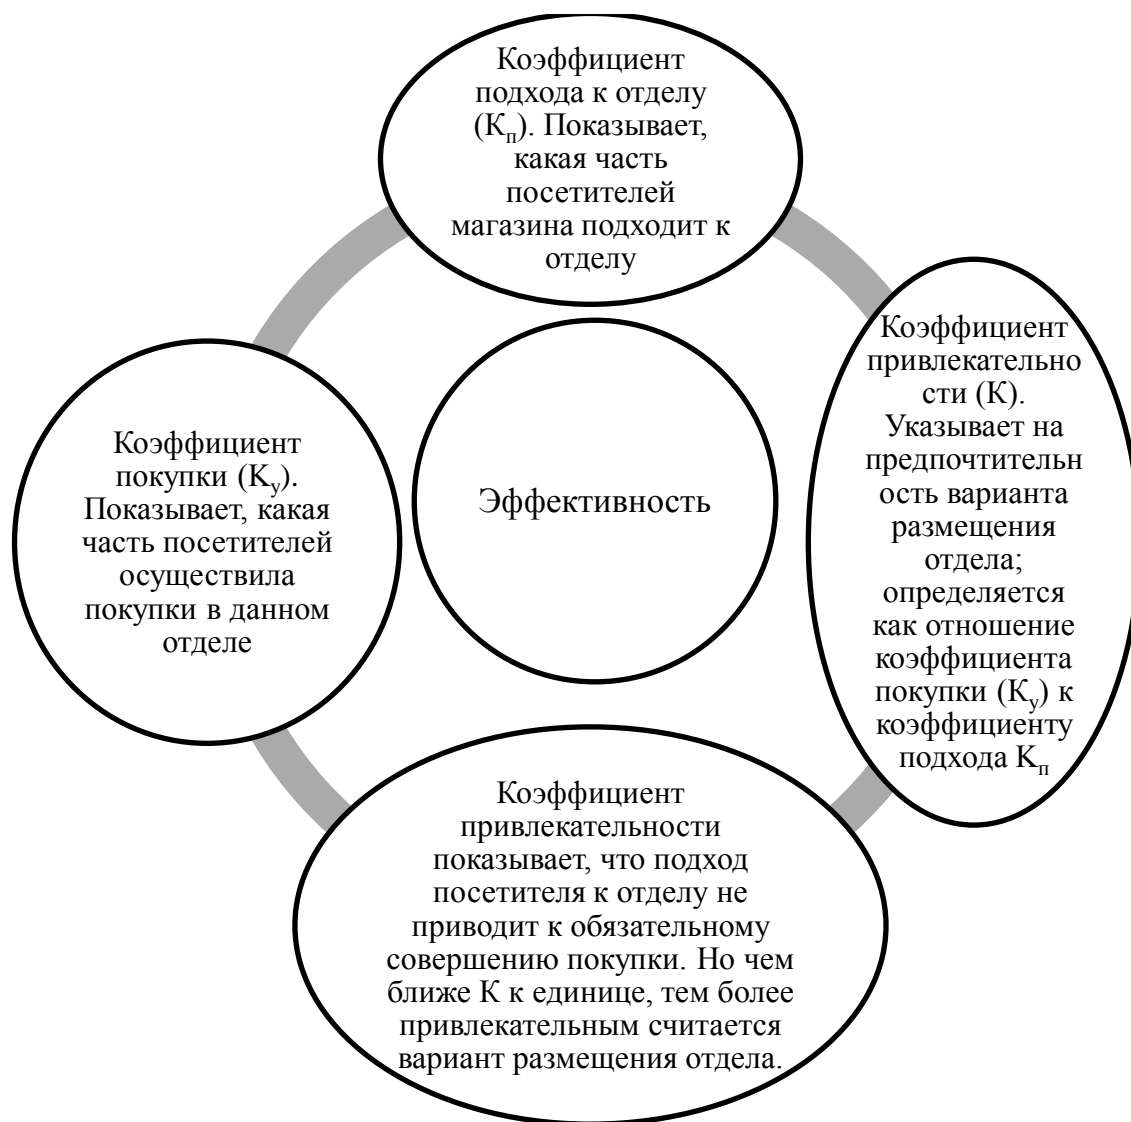 Коэффициент
подхода к отделу
(Кп). Показывает,
какая часть
посетителей
магазина подходит к
отделу
Коэффициент
привлекательно
сти (К).
Указывает на
предпочтительн
ость варианта
размещения
отдела;
определяется
как отношение
коэффициента
покупки (Ку) к
коэффициенту
подхода Кп
Коэффициент
привлекательности
показывает, что подход
посетителя к отделу не
приводит к обязательному
совершению покупки. Но чем
ближе К к единице, тем более
привлекательным считается
вариант размещения отдела.
Коэффициент
покупки (Ку).
Показывает, какая
часть посетителей
осуществила
покупки в данном
отделе
Эффективность